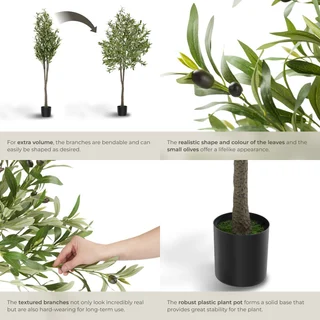 For extra volume, the branches are bendable and can
easily be shaped as desired.
The realistic shape and colour of the leaves and the
small olives offer a lifelike appearance.
The textured branches not only look incredibly real
but are also hard-wearing for long-term use.
The robust plastic plant pot forms a solid base that
provides great stability for the plant.